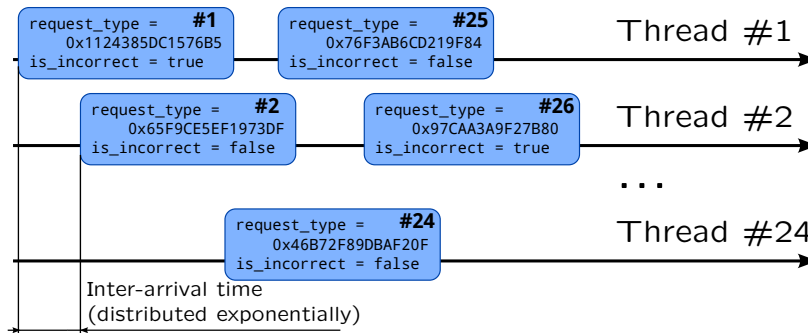 request_type = #1
0x1124385DC1576B5
is_incorrect = true
request_type = #25
0x76F3AB6CD219F84
is_incorrect = false
Thread #1
request_type = #2
0x65F9CE5EF1973DF
is_incorrect = false
request_type = #26
0x97CAA3A9F27B80
is_incorrect = true
Thread #2
...
request_type = #24
0x46B72F89DBAF20F
is_incorrect = false
Thread #24
Inter-arrival time
(distributed exponentially)